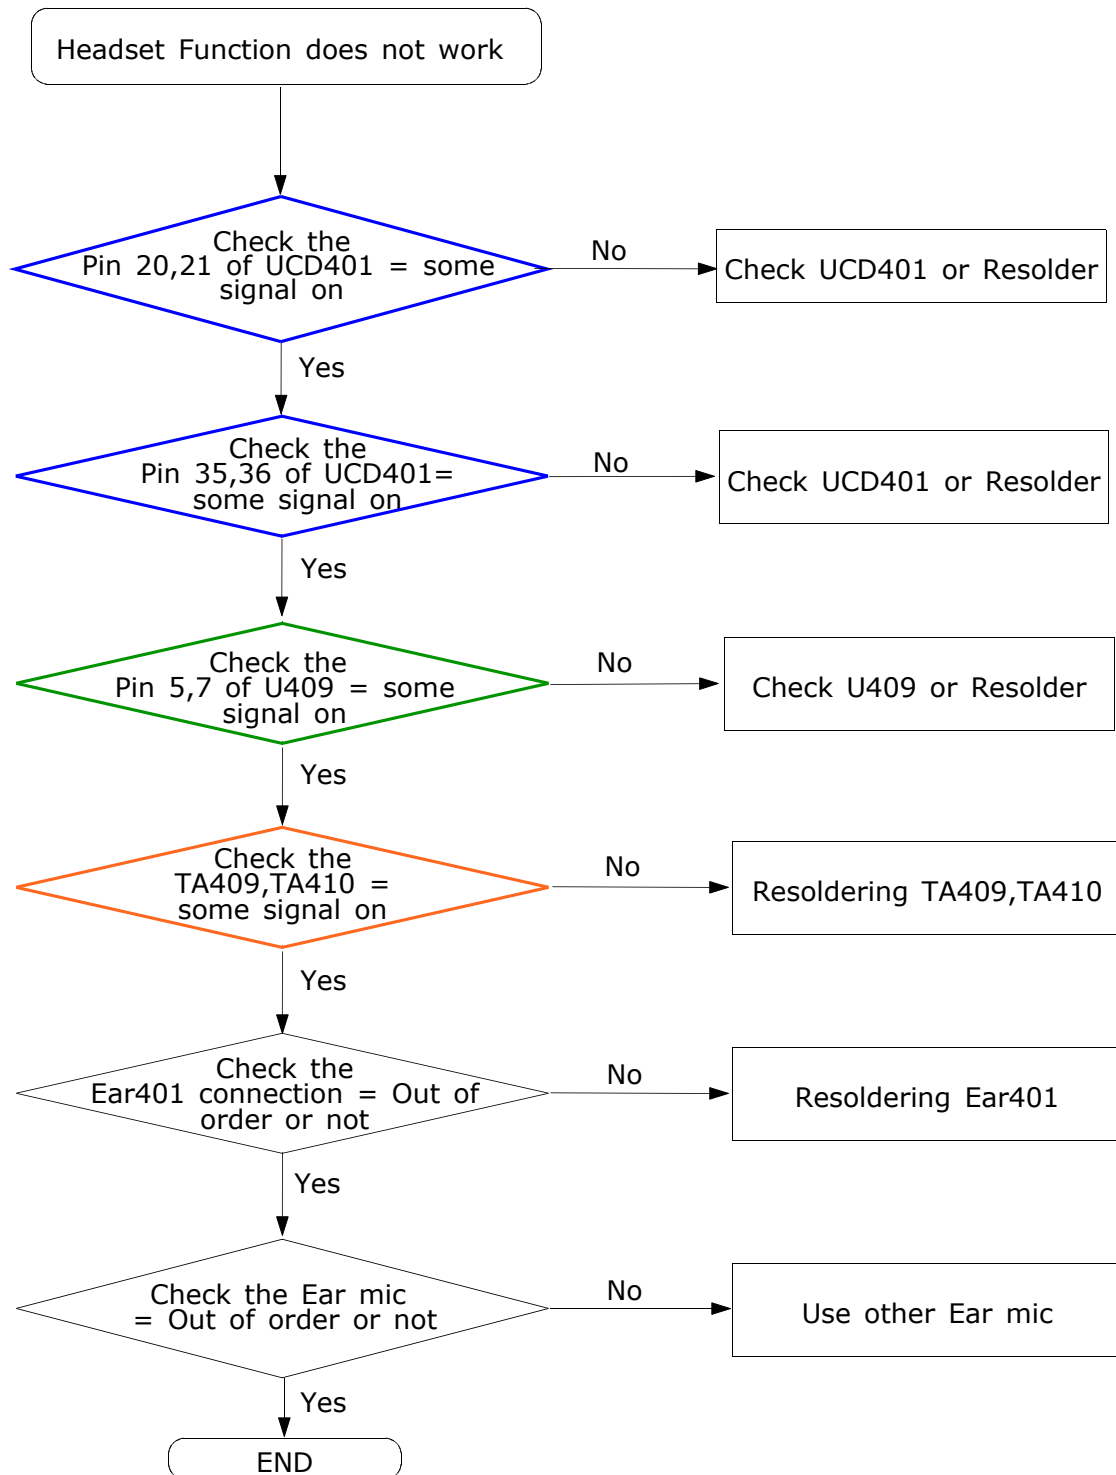 Headset Function does not work
Check the
Pin 20,21 of UCD401 = some
signal on
No
Check UCD401 or Resolder
Yes
Check the
Pin 35,36 of UCD401=
some signal on
No
Check UCD401 or Resolder
Yes
Check the
Pin 5,7 of U409 = some
signal on
No
Check U409 or Resolder
Yes
Check the
TA409,TA410 =
some signal on
No
Resoldering TA409,TA410
Yes
Check the
Ear401 connection = Out of
order or not
No
Resoldering Ear401
Yes
Check the Ear mic
= Out of order or not
No
Use other Ear mic
Yes
END